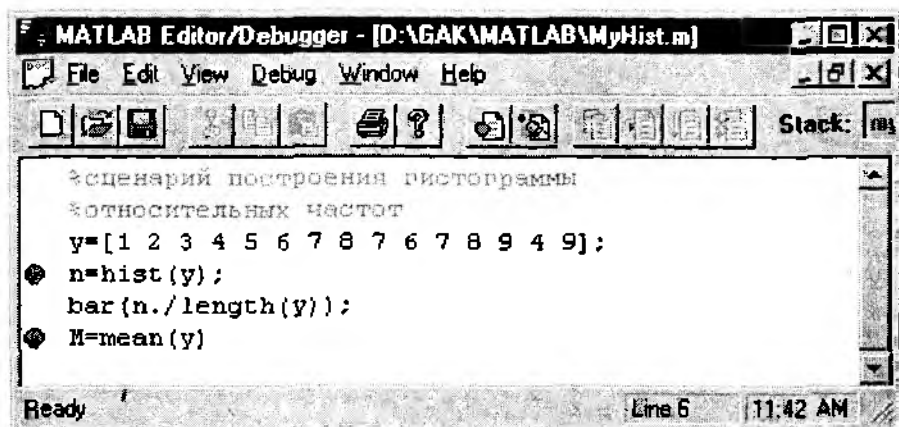 MATLAB Editor/Debugger - [D:\GAK\MATLAB\MyHist.m]
File Edit View Debug Window Help
Stack:
%сценарий построения гистограммы
%относительных частот
y=[1 2 3 4 5 6 7 8 7 6 7 8 9 4 9];
n=hist(y);
bar(n./length(y));
M=mean(y)
Ready Line 6 11:42 AM